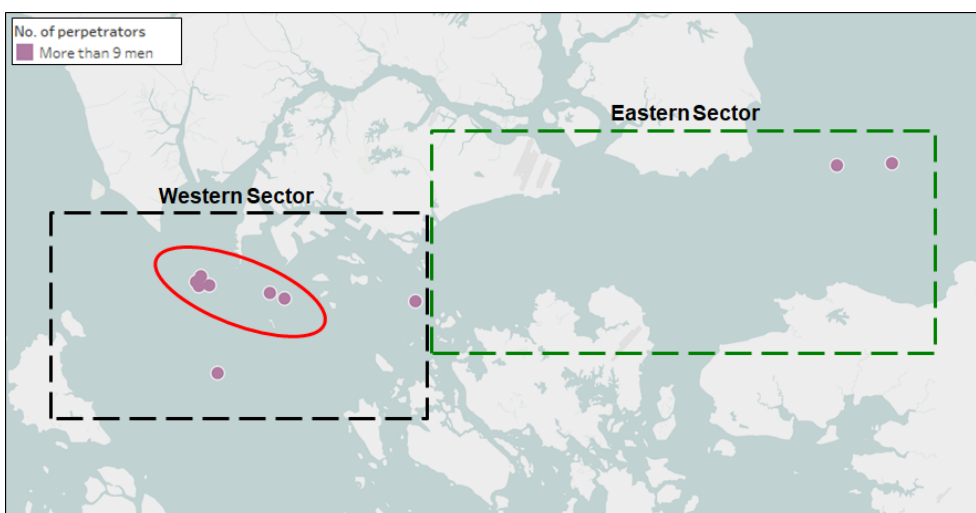 No. of perpetrators
More than 9 men
Eastern Sector
Western Sector